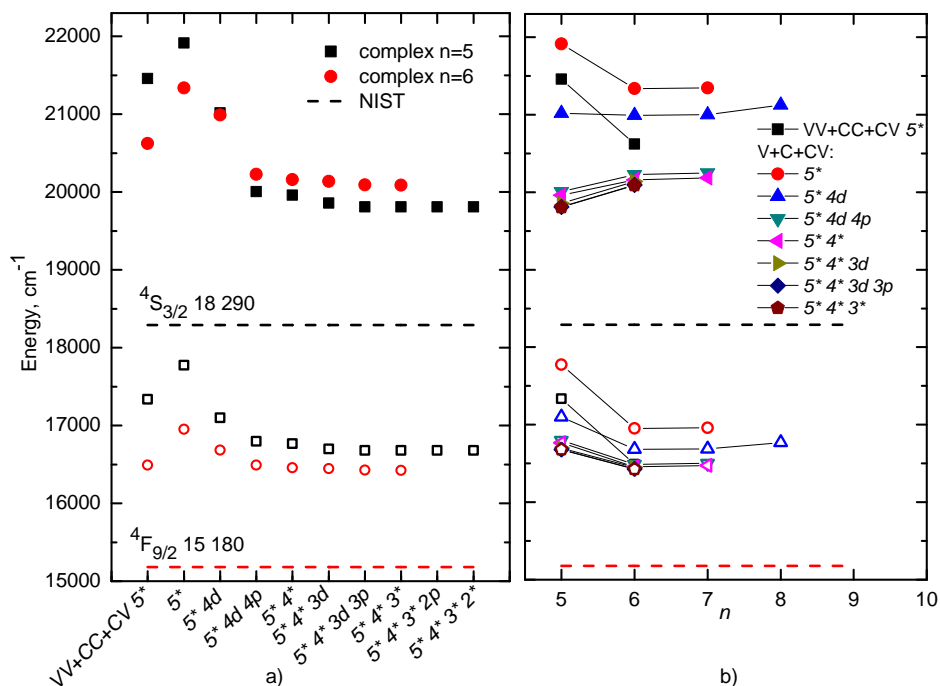 22000
21000
20000
19000
18000
17000
16000
15000
Energy, cm-1
complex n=5
complex n=6
NIST
4S3/2 18 290
4F9/2 15 180
VV+CC+CV 5*
5*
5* 4d
5* 4d 4p
5* 4*
5* 4* 3d
5* 4* 3d 3p
5* 4* 3*
5* 4* 3* 2p
5* 4* 3* 2*
a)
VV+CC+CV 5*
V+C+CV:
5*
5* 4d
5* 4d 4p
5* 4*
5* 4* 3d
5* 4* 3d 3p
5* 4* 3*
5 6 7 8 9 10
n
b)